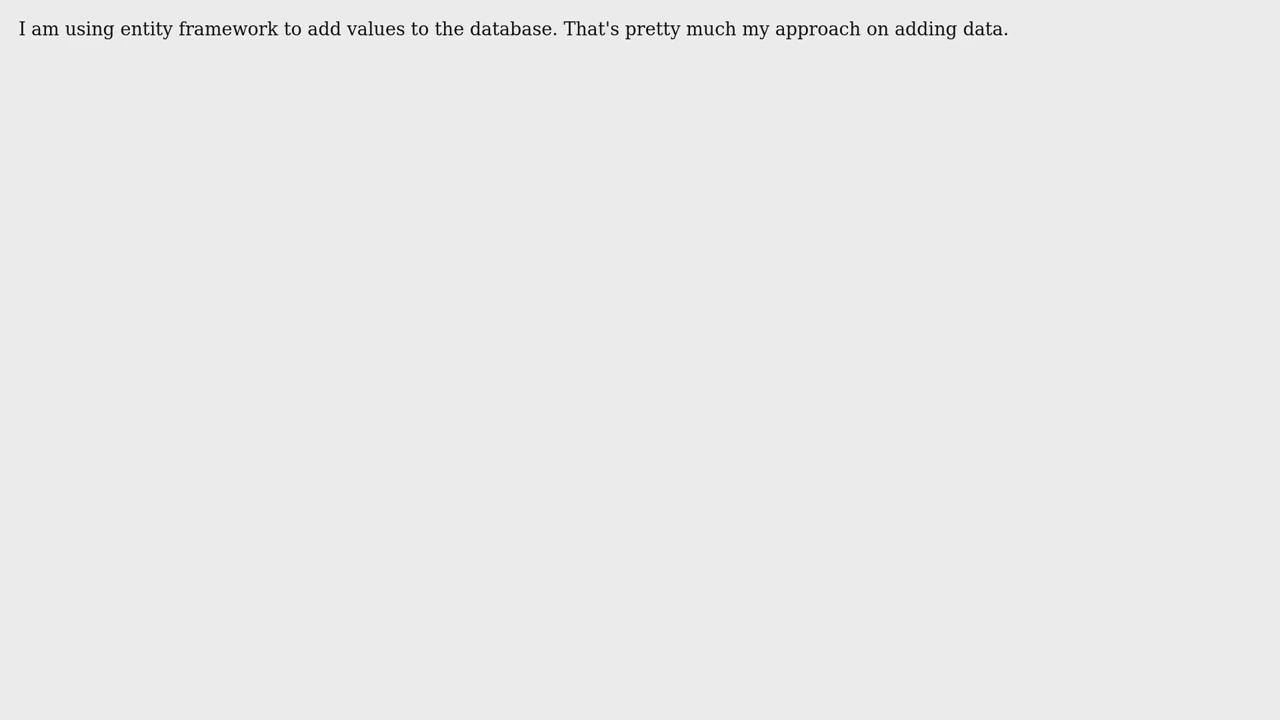 I am using entity framework to add values to the database. That's pretty much my approach on adding data.